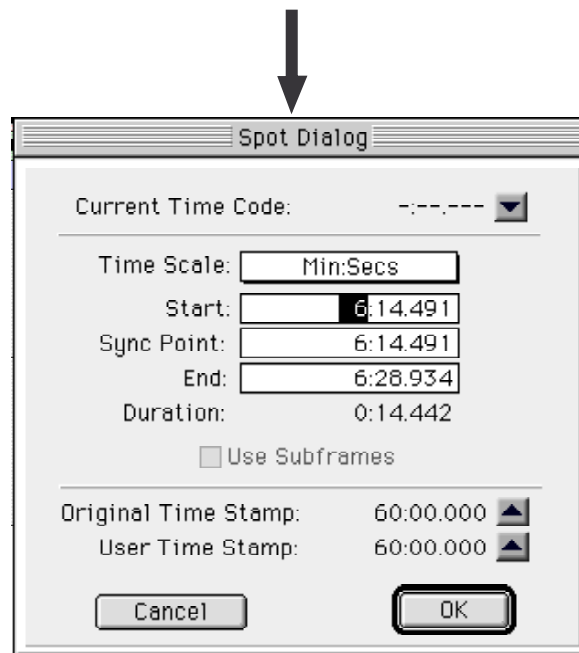 Spot Dialog
Current Time Code: -:--.---
Time Scale: Min:Secs
Start: 6:14.491
Sync Point: 6:14.491
End: 6:28.934
Duration: 0:14.442
Use Subframes
Original Time Stamp: 60:00.000
User Time Stamp: 60:00.000
Cancel OK